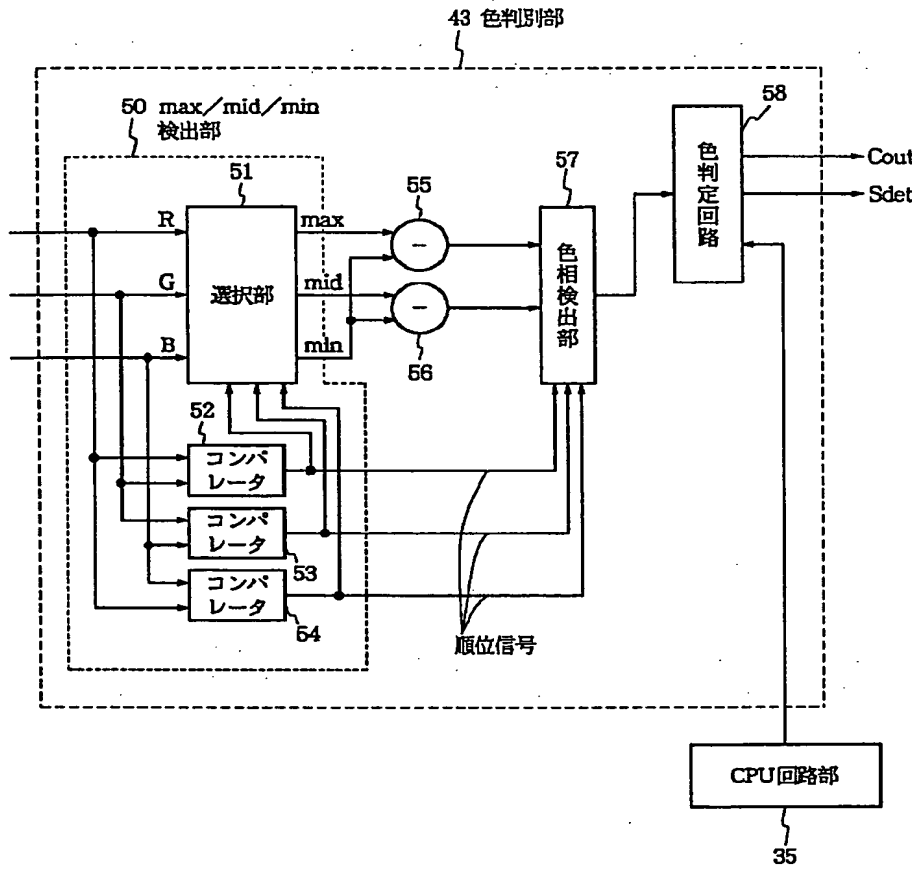 43 色判別部
50 max/mid/min
検出部
51
R
G
B
選択部
max
mid
min
55
−
−
56
57
色相検出部
58
色判定回路
Cout
Sdet
52
コンパ
レータ
コンパ
レータ
53
コンパ
レータ
54
順位信号
CPU回路部
35